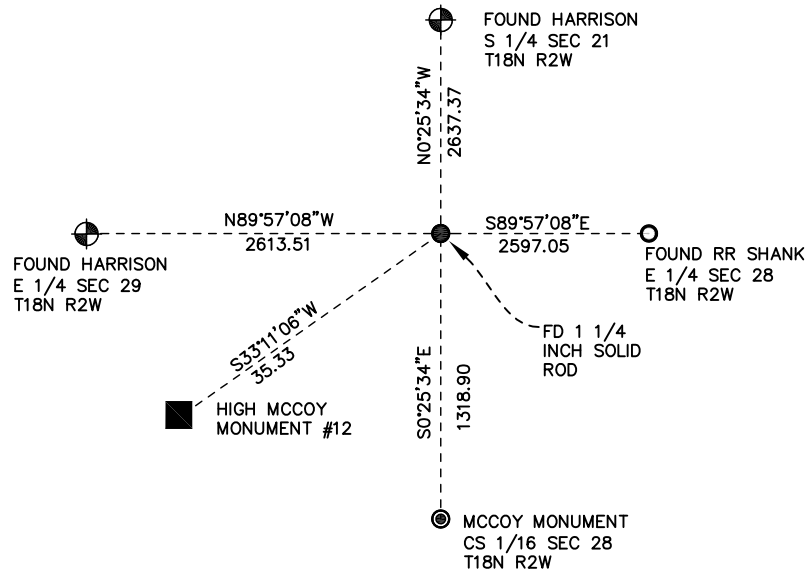 FOUND HARRISON
S 1/4 SEC 21
T18N R2W
N0°25'34"W
2637.37
N89°57'08"W
2613.51
S89°57'08"E
2597.05
FOUND HARRISON
E 1/4 SEC 29
T18N R2W
FOUND RR SHANK
E 1/4 SEC 28
T18N R2W
S33°11'06"W
35.33
FD 1 1/4
INCH SOLID
ROD
S0°25'34"E
1318.90
HIGH MCCOY
MONUMENT #12
MCCOY MONUMENT
CS 1/16 SEC 28
T18N R2W